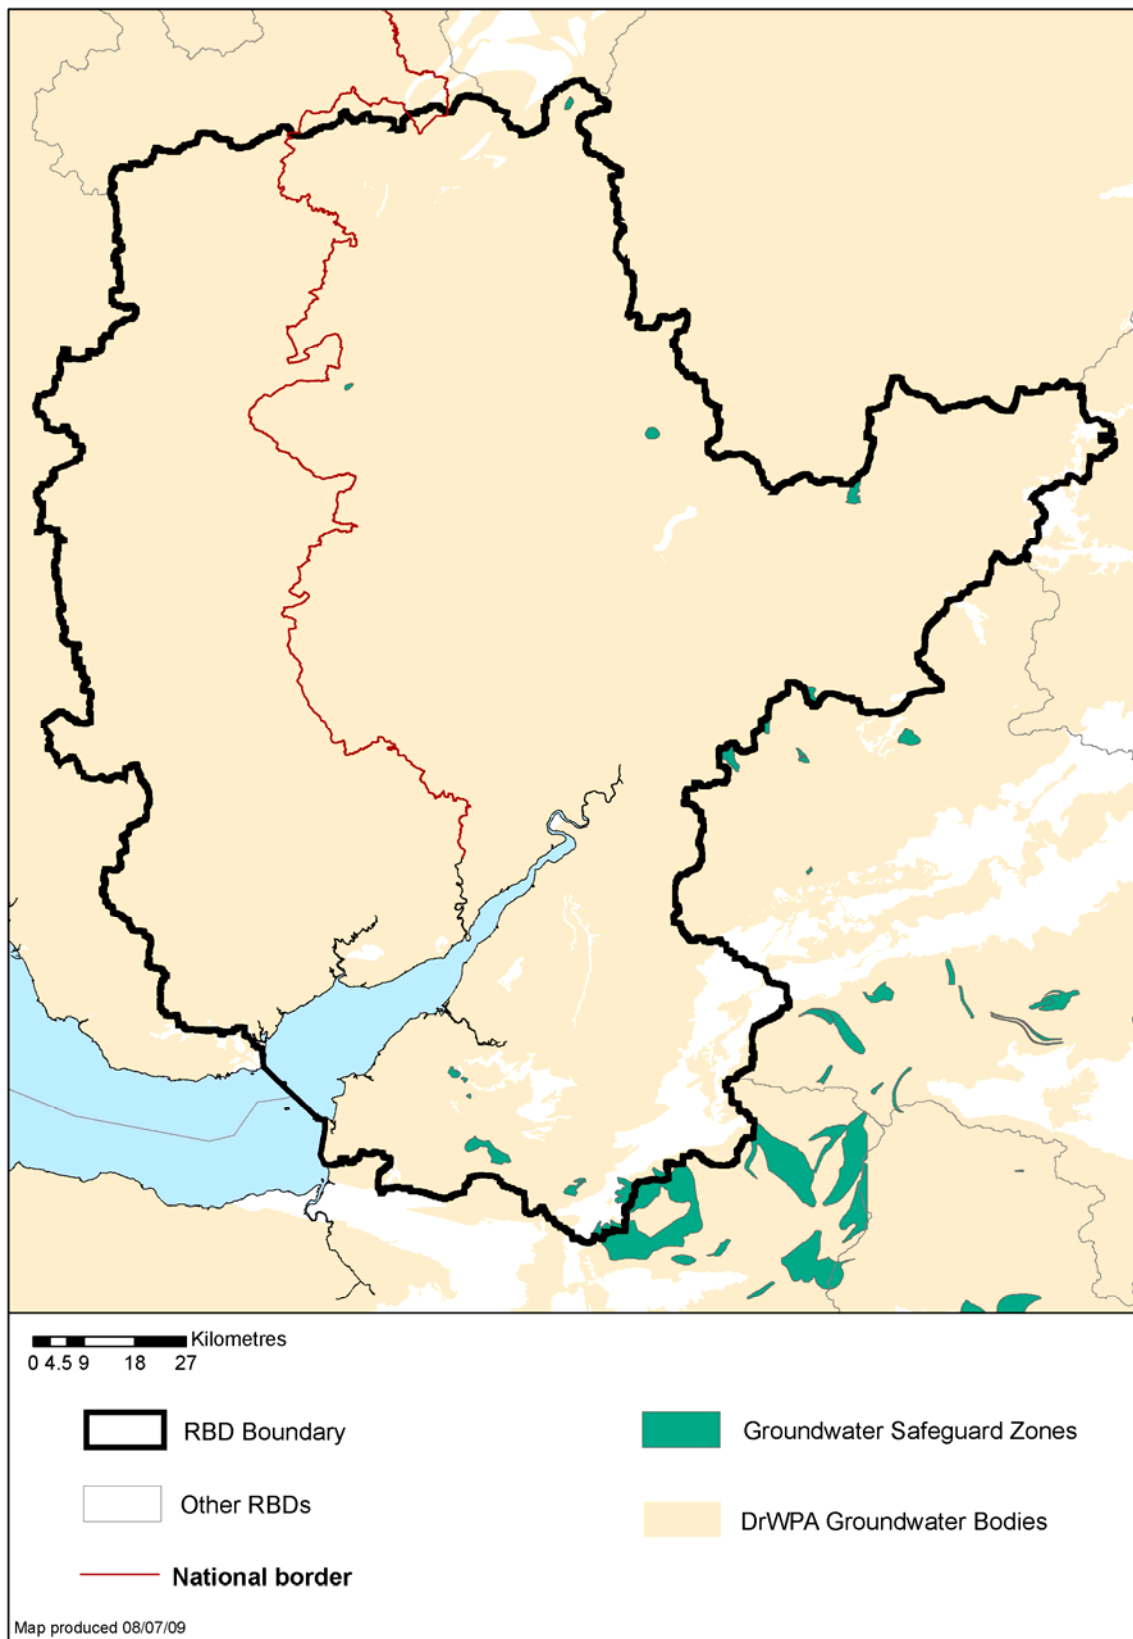 Kilometres
0 4.5 9 18 27
RBD Boundary
Groundwater Safeguard Zones
Other RBDs
DrWPA Groundwater Bodies
National border
Map produced 08/07/09